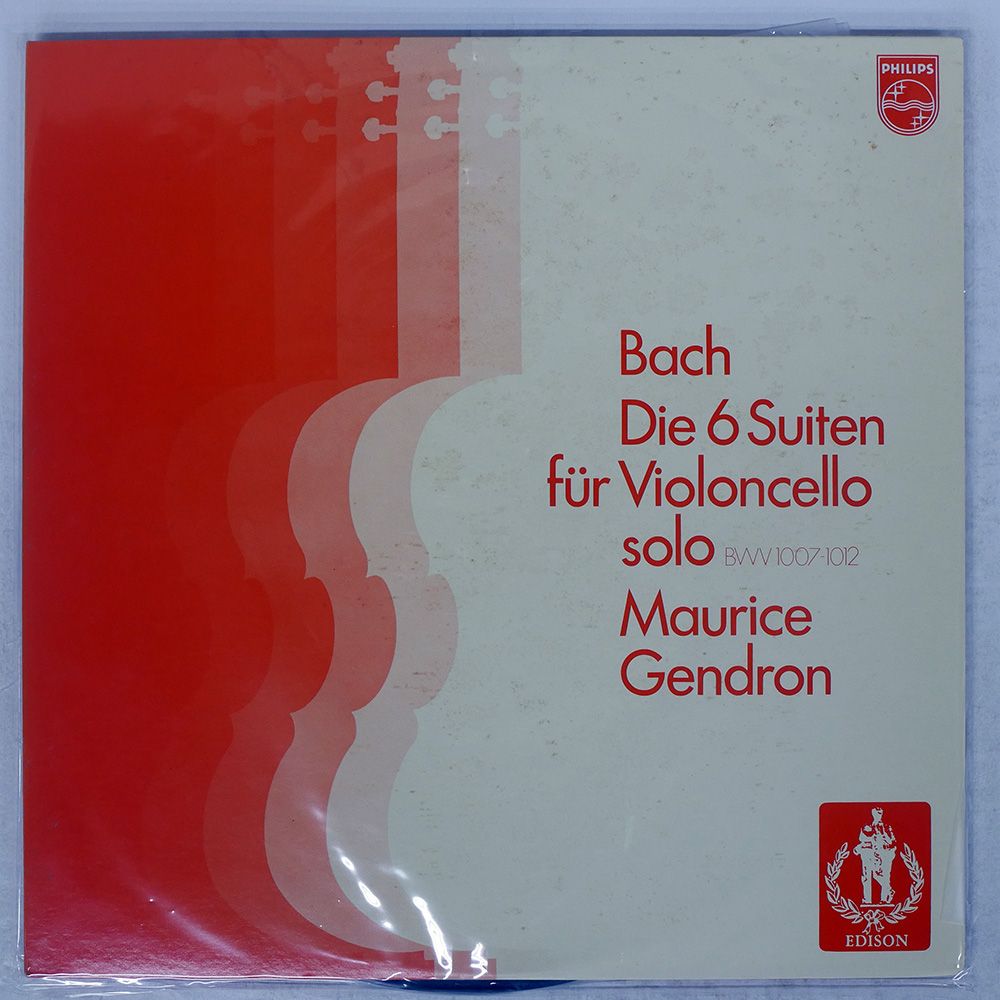 PHILIPS
Bach
Die 6 Suiten
für Violoncello
solo BWV 1007-1012
Maurice
Gendron
EDISON